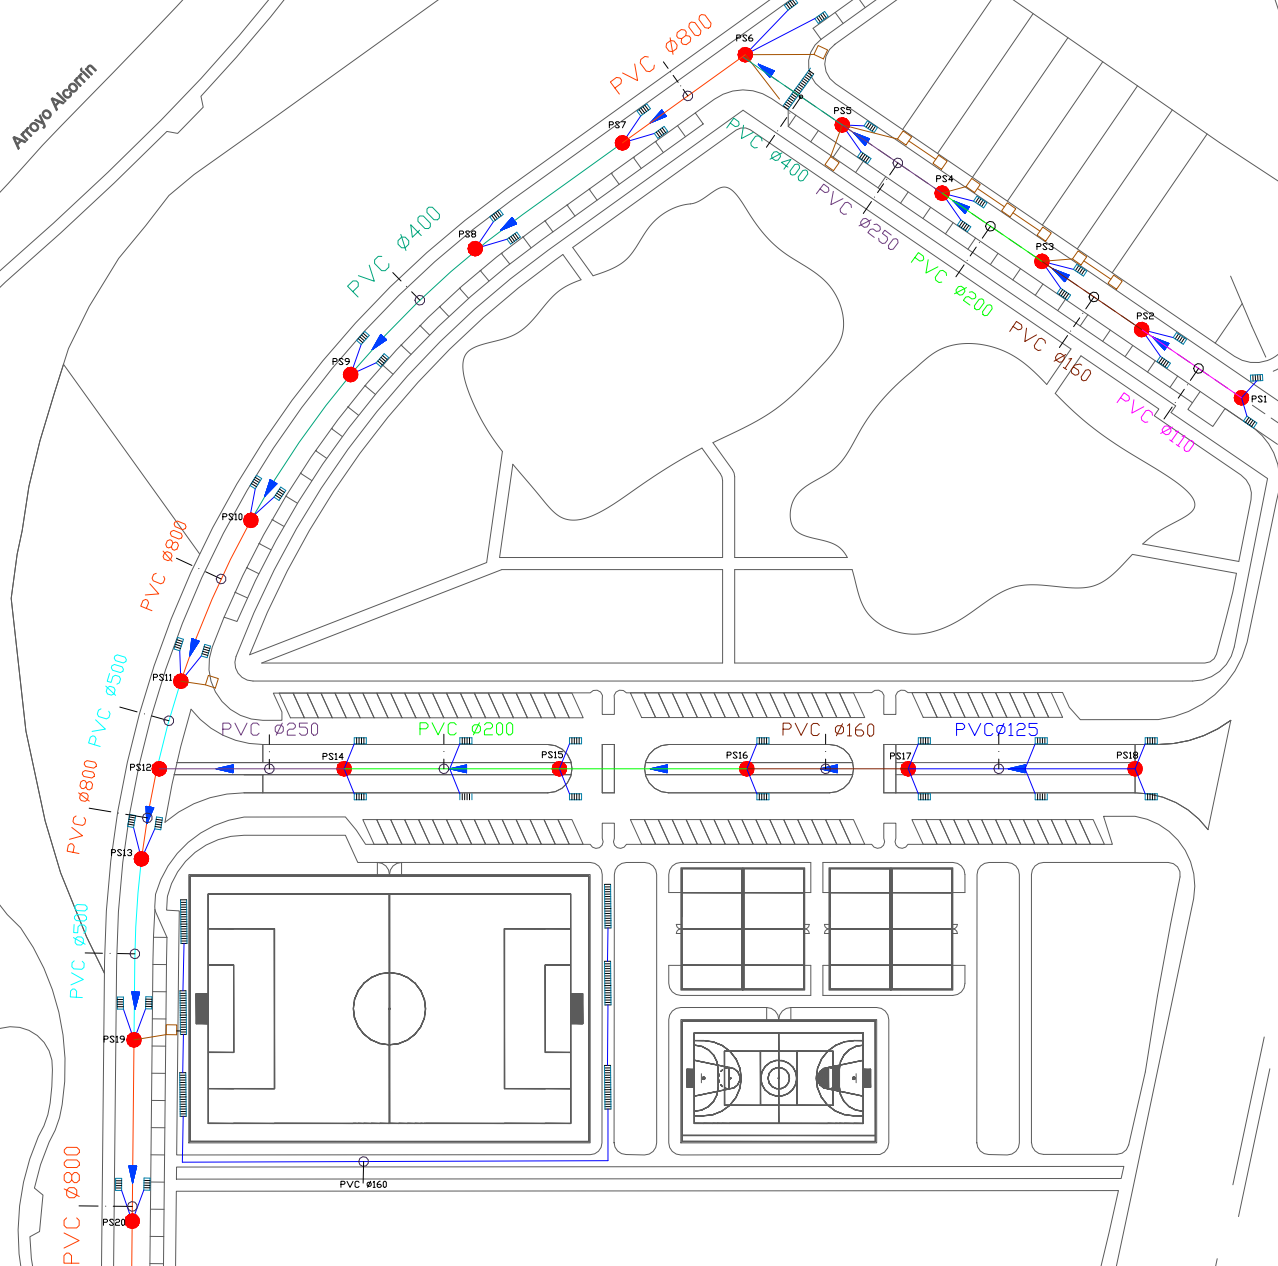 PVC Ø800
PS6
Arroyo Alcorrín
PS7
PS5
PVC Ø400
PS4
PVC Ø250
PVC Ø400
PS8
PS3
PVC Ø200
PS2
PVC Ø160
PS9
PS1
PVC Ø110
PS10
PVC Ø800
PS11
PVC Ø500
PVC Ø250
PVC Ø200
PVC Ø160
PVCØ125
PS12
PS14
PS15
PS16
PS17
PS18
PVC Ø800
PS13
PVC Ø500
PS19
PVC Ø160
PVC Ø800
PS20